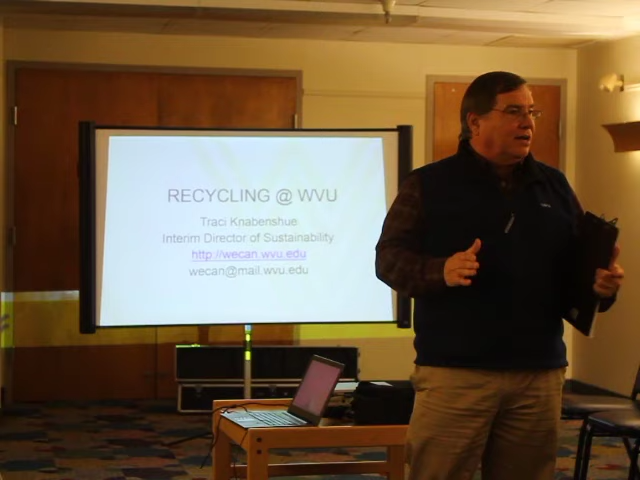 RECYCLING @ WVU
Traci Knabenshue
Interim Director of Sustainability
http://wecan.wvu.edu
wecan@mail.wvu.edu